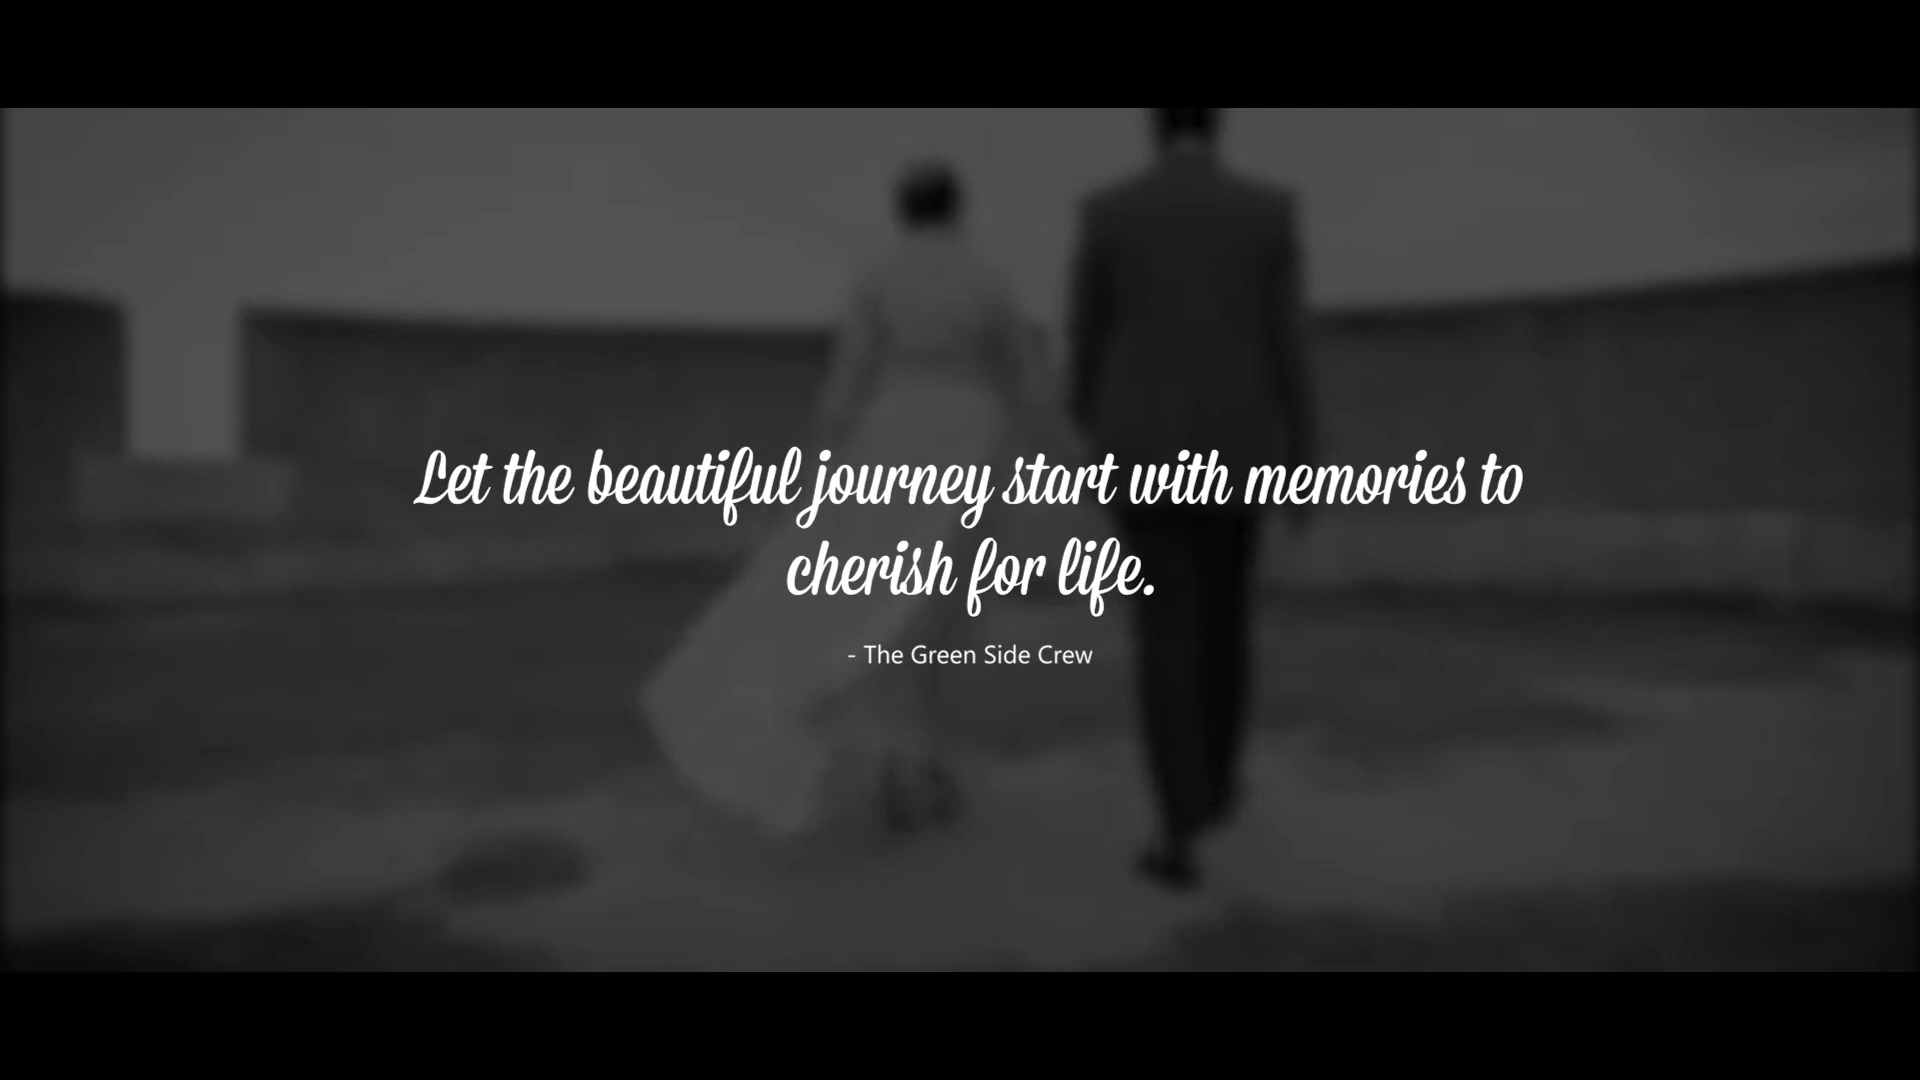 Let the beautiful journey start with memories to
cherish for life.
- The Green Side Crew